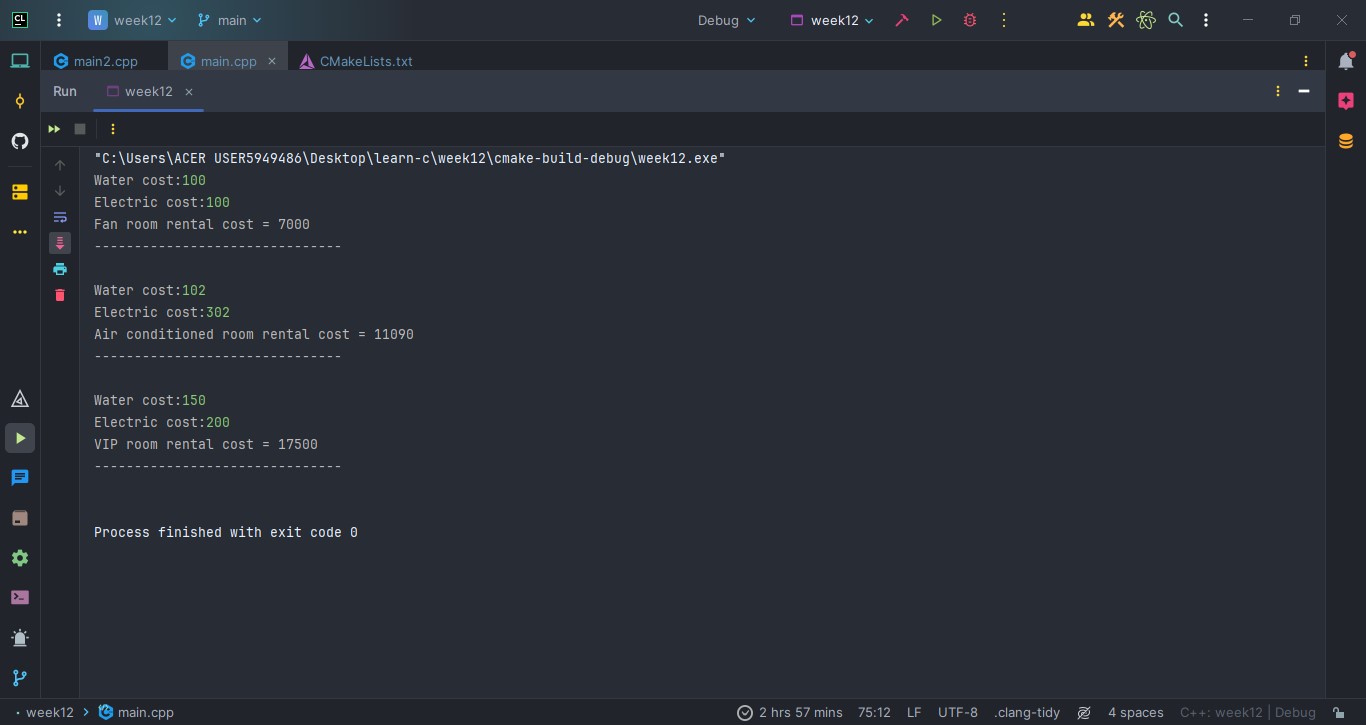 CL
W week12 main Debug week12
main2.cpp main.cpp CMakeLists.txt
Run week12
"C:\Users\ACER USER5949486\Desktop\learn-c\week12\cmake-build-debug\week12.exe"
Water cost:100
Electric cost:100
Fan room rental cost = 7000
-------------------------------
Water cost:102
Electric cost:302
Air conditioned room rental cost = 11090
-------------------------------
Water cost:150
Electric cost:200
VIP room rental cost = 17500
-------------------------------
Process finished with exit code 0
week12 main.cpp 2 hrs 57 mins 75:12 LF UTF-8 .clang-tidy 4 spaces C++: week12 | Debug